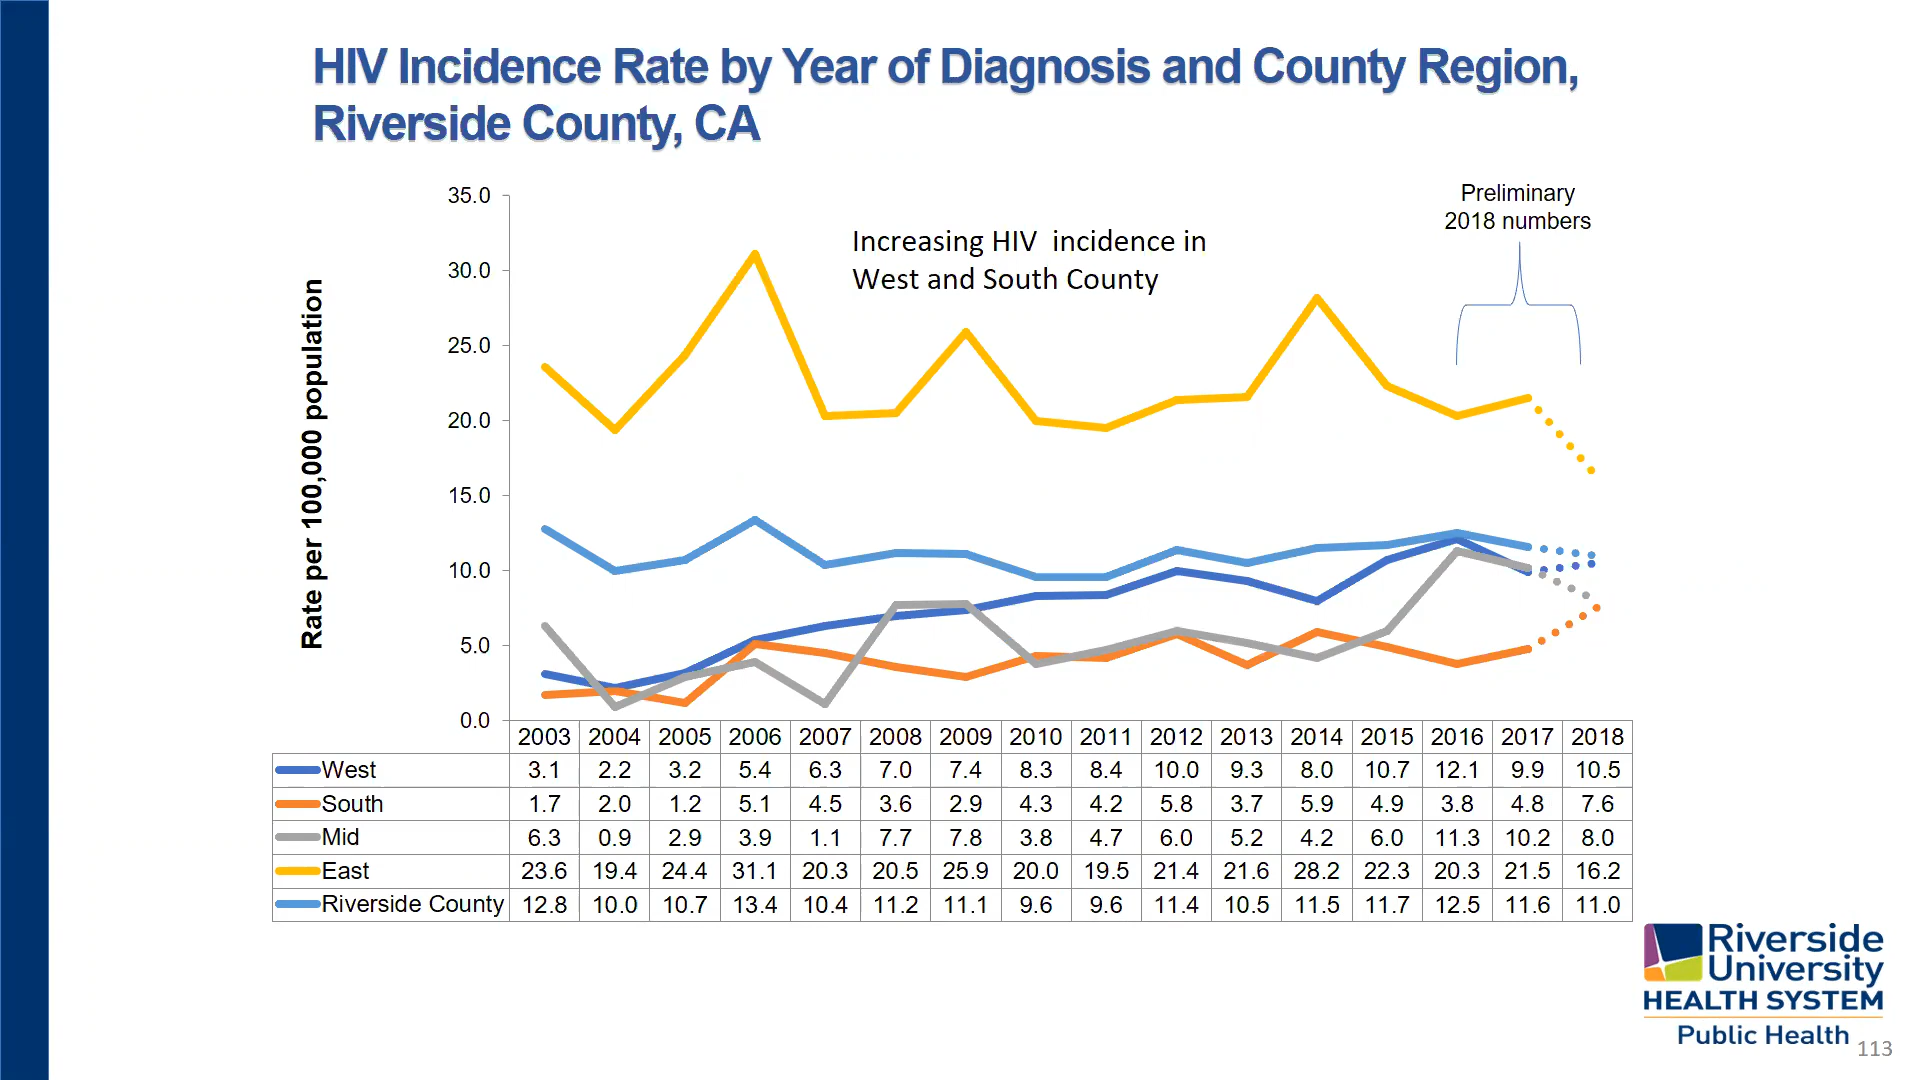 HIV Incidence Rate by Year of Diagnosis and County Region,
Riverside County, CA
Preliminary
2018 numbers
Increasing HIV incidence in
West and South County
Rate per 100,000 population
35.0
30.0
25.0
20.0
15.0
10.0
5.0
0.0
2003 2004 2005 2006 2007 2008 2009 2010 2011 2012 2013 2014 2015 2016 2017 2018
West 3.1 2.2 3.2 5.4 6.3 7.0 7.4 8.3 8.4 10.0 9.3 8.0 10.7 12.1 9.9 10.5
South 1.7 2.0 1.2 5.1 4.5 3.6 2.9 4.3 4.2 5.8 3.7 5.9 4.9 3.8 4.8 7.6
Mid 6.3 0.9 2.9 3.9 1.1 7.7 7.8 3.8 4.7 6.0 5.2 4.2 6.0 11.3 10.2 8.0
East 23.6 19.4 24.4 31.1 20.3 20.5 25.9 20.0 19.5 21.4 21.6 28.2 22.3 20.3 21.5 16.2
Riverside County 12.8 10.0 10.7 13.4 10.4 11.2 11.1 9.6 9.6 11.4 10.5 11.5 11.7 12.5 11.6 11.0
Riverside
University
HEALTH SYSTEM
Public Health
113